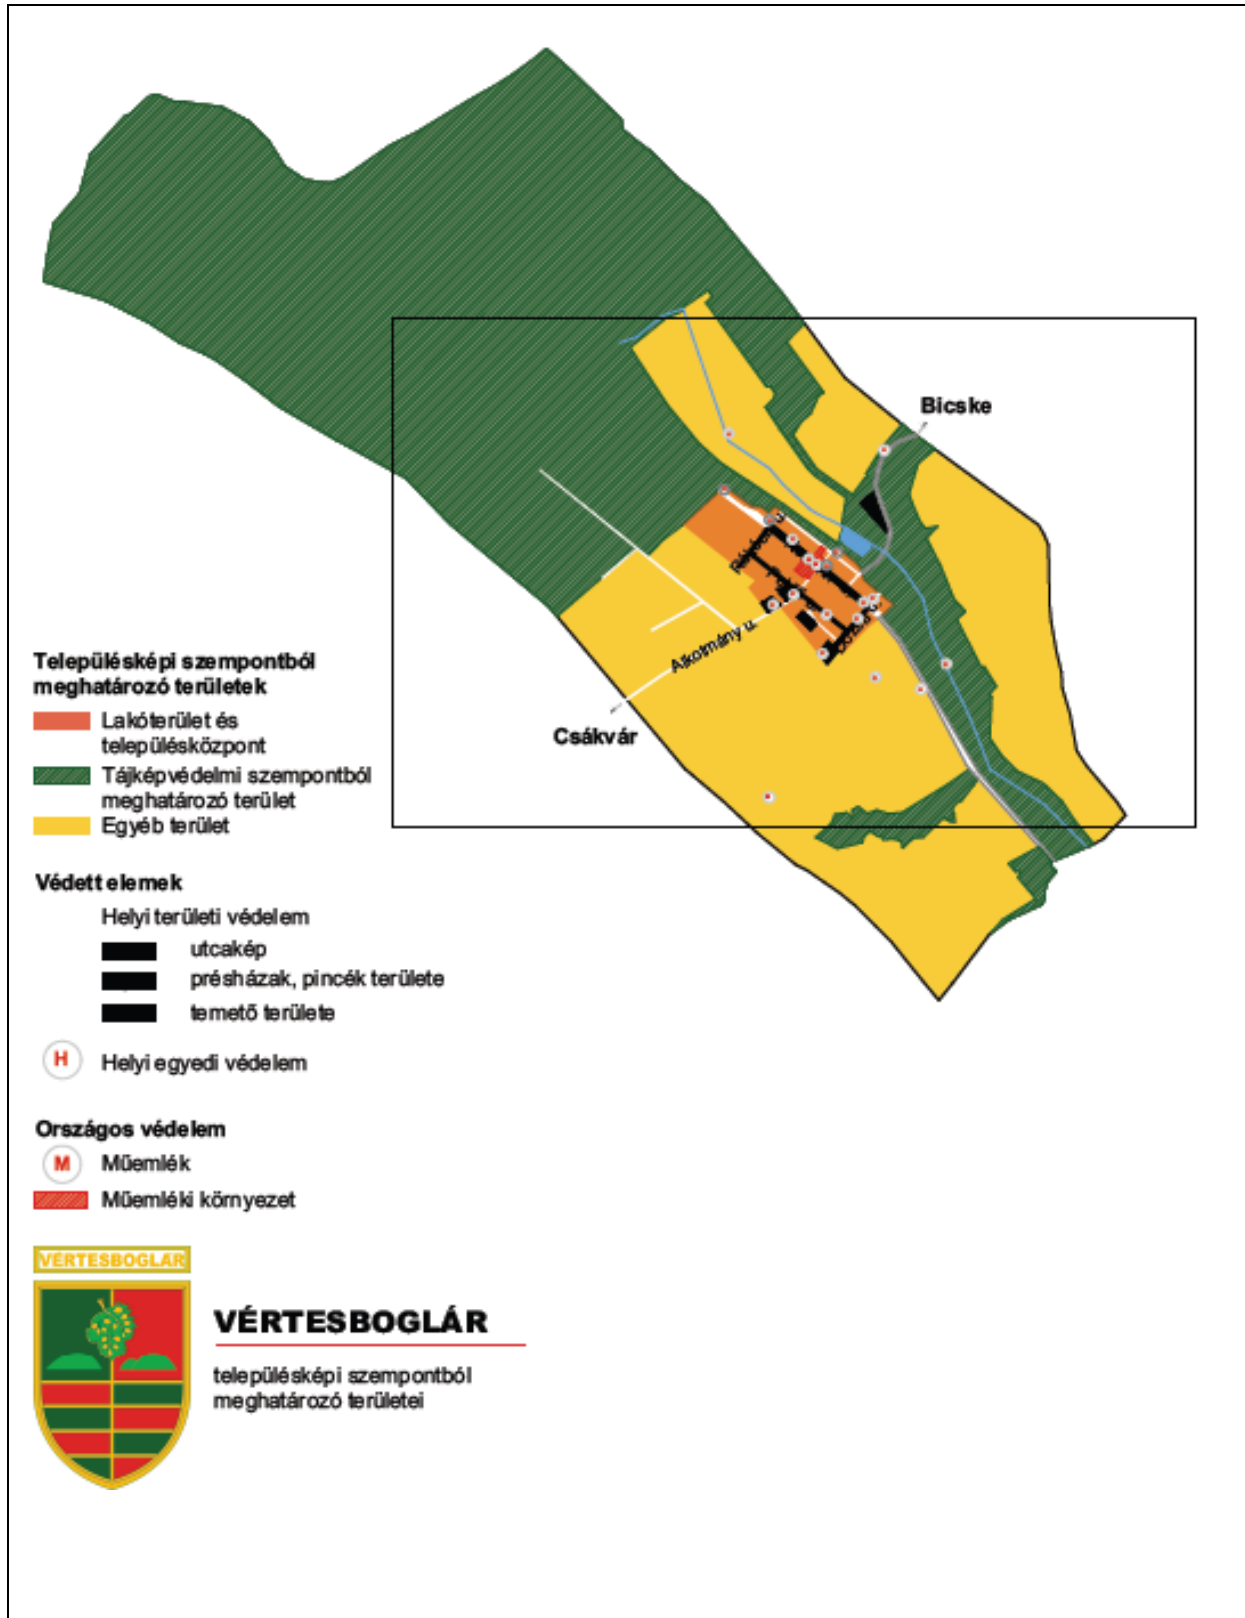 Bicske
Alkotmány u.
Csákvár
Településképi szempontból
meghatározó területek
Lakóterület és
településközpont
Tájképvédelmi szempontból
meghatározó terület
Egyéb terület
Védett elemek
Helyi területi védelem
utcakép
présházak, pincék területe
temető területe
H
Helyi egyedi védelem
Országos védelem
M
Műemlék
Műemléki környezet
VÉRTESBOGLÁR
VÉRTESBOGLÁR
településképi szempontból
meghatározó területei